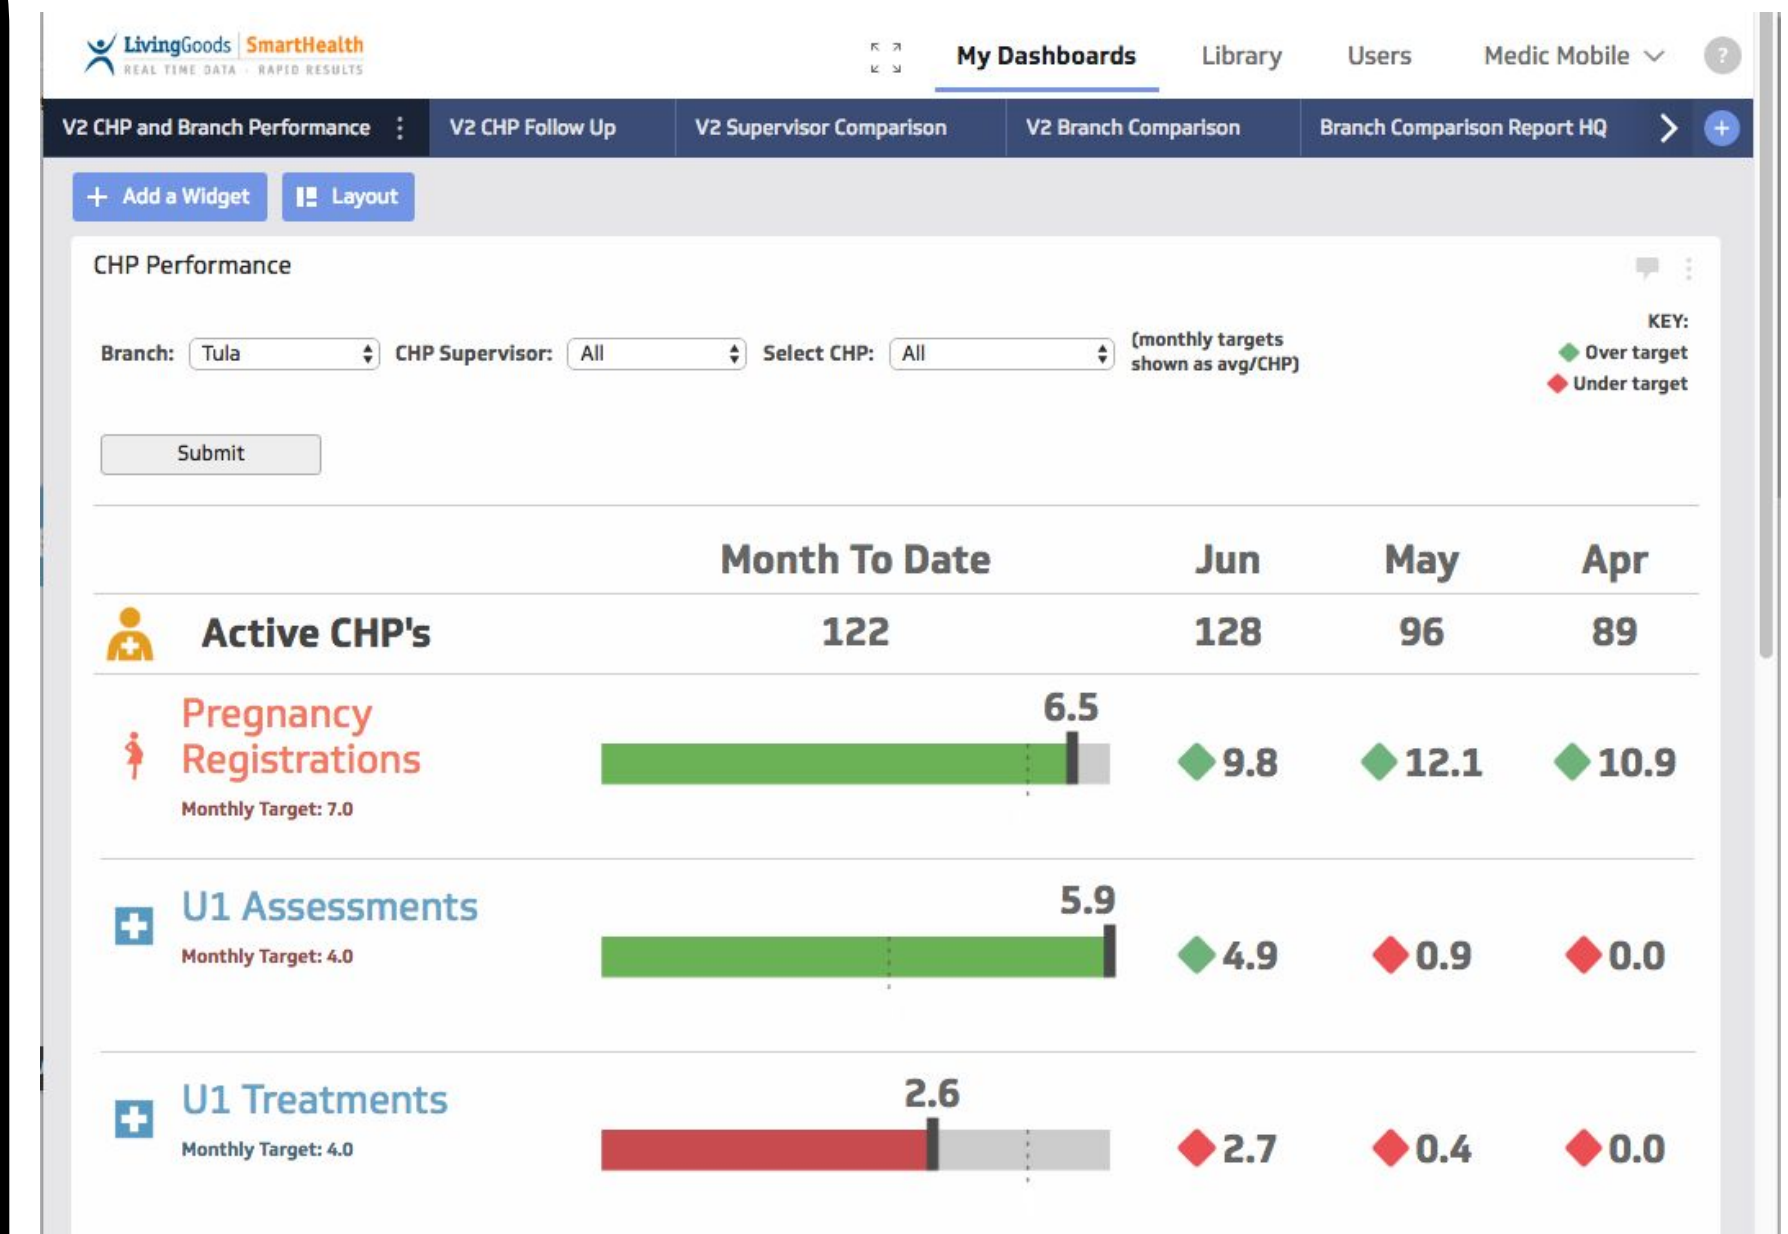 LivingGoods SmartHealth
REAL TIME DATA - RAPID RESULTS
My Dashboards Library Users Medic Mobile ?
V2 CHP and Branch Performance V2 CHP Follow Up V2 Supervisor Comparison V2 Branch Comparison Branch Comparison Report HQ
+ Add a Widget Layout
CHP Performance
KEY:
Over target
Under target
Branch: Tula CHP Supervisor: All Select CHP: All
(monthly targets
shown as avg/CHP)
Submit
Month To Date Jun May Apr
Active CHP's 122 128 96 89
Pregnancy
Registrations
Monthly Target: 7.0
6.5
9.8 12.1 10.9
U1 Assessments
Monthly Target: 4.0
5.9
4.9 0.9 0.0
U1 Treatments
Monthly Target: 4.0
2.6
2.7 0.4 0.0